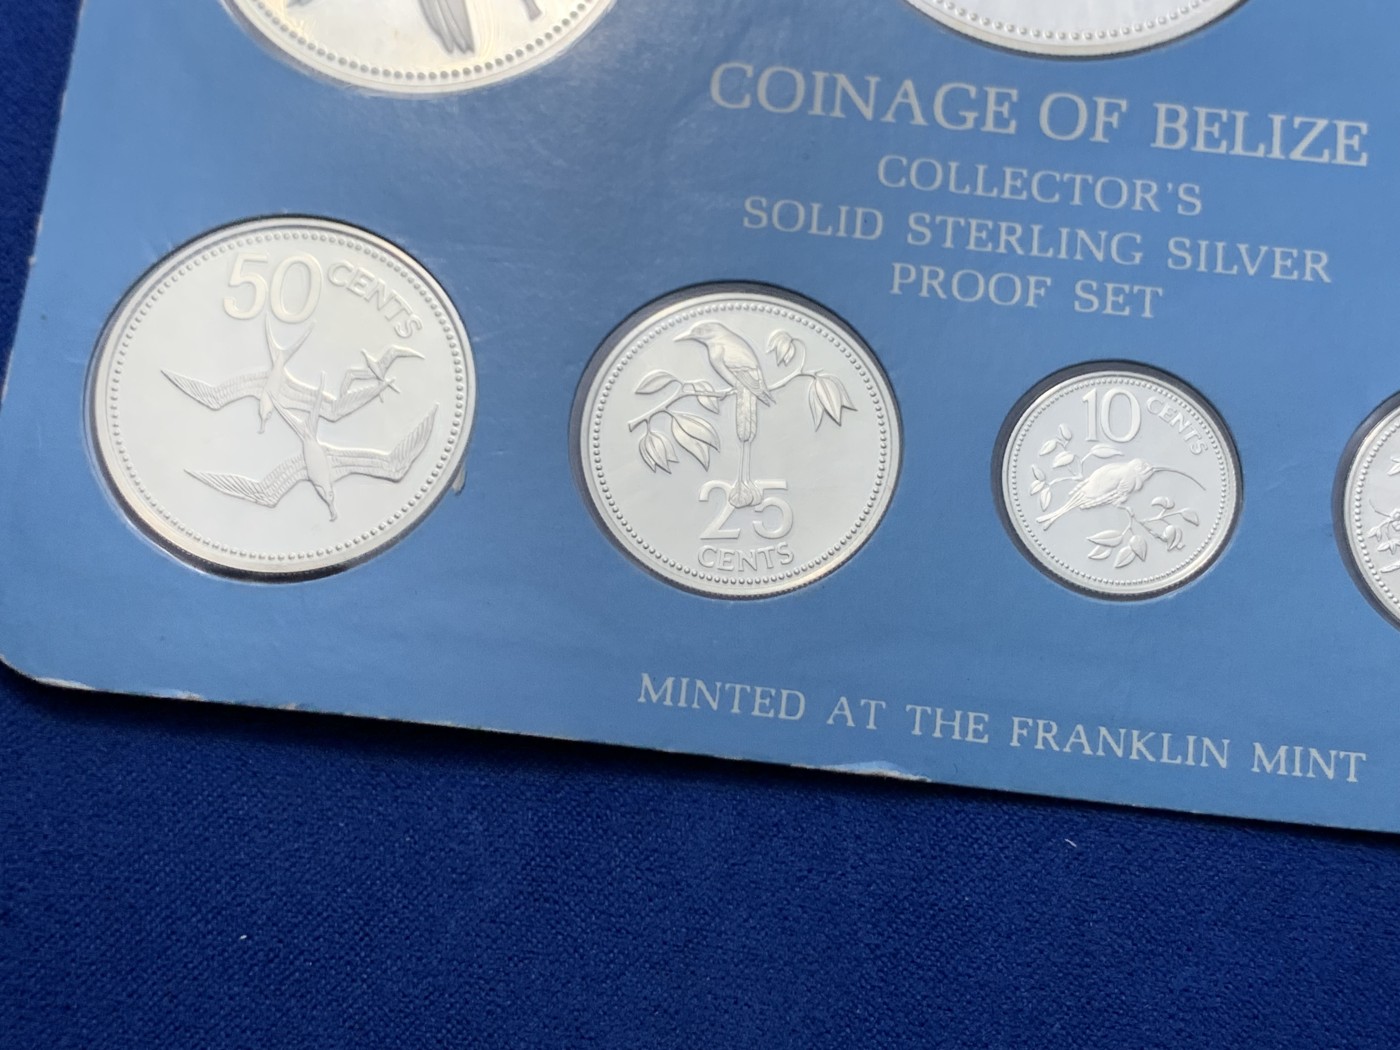 COINAGE OF BELIZE
COLLECTOR'S
SOLID STERLING SILVER
PROOF SET
50 CENTS
25
CENTS
10 CENTS
MINTED AT THE FRANKLIN MINT